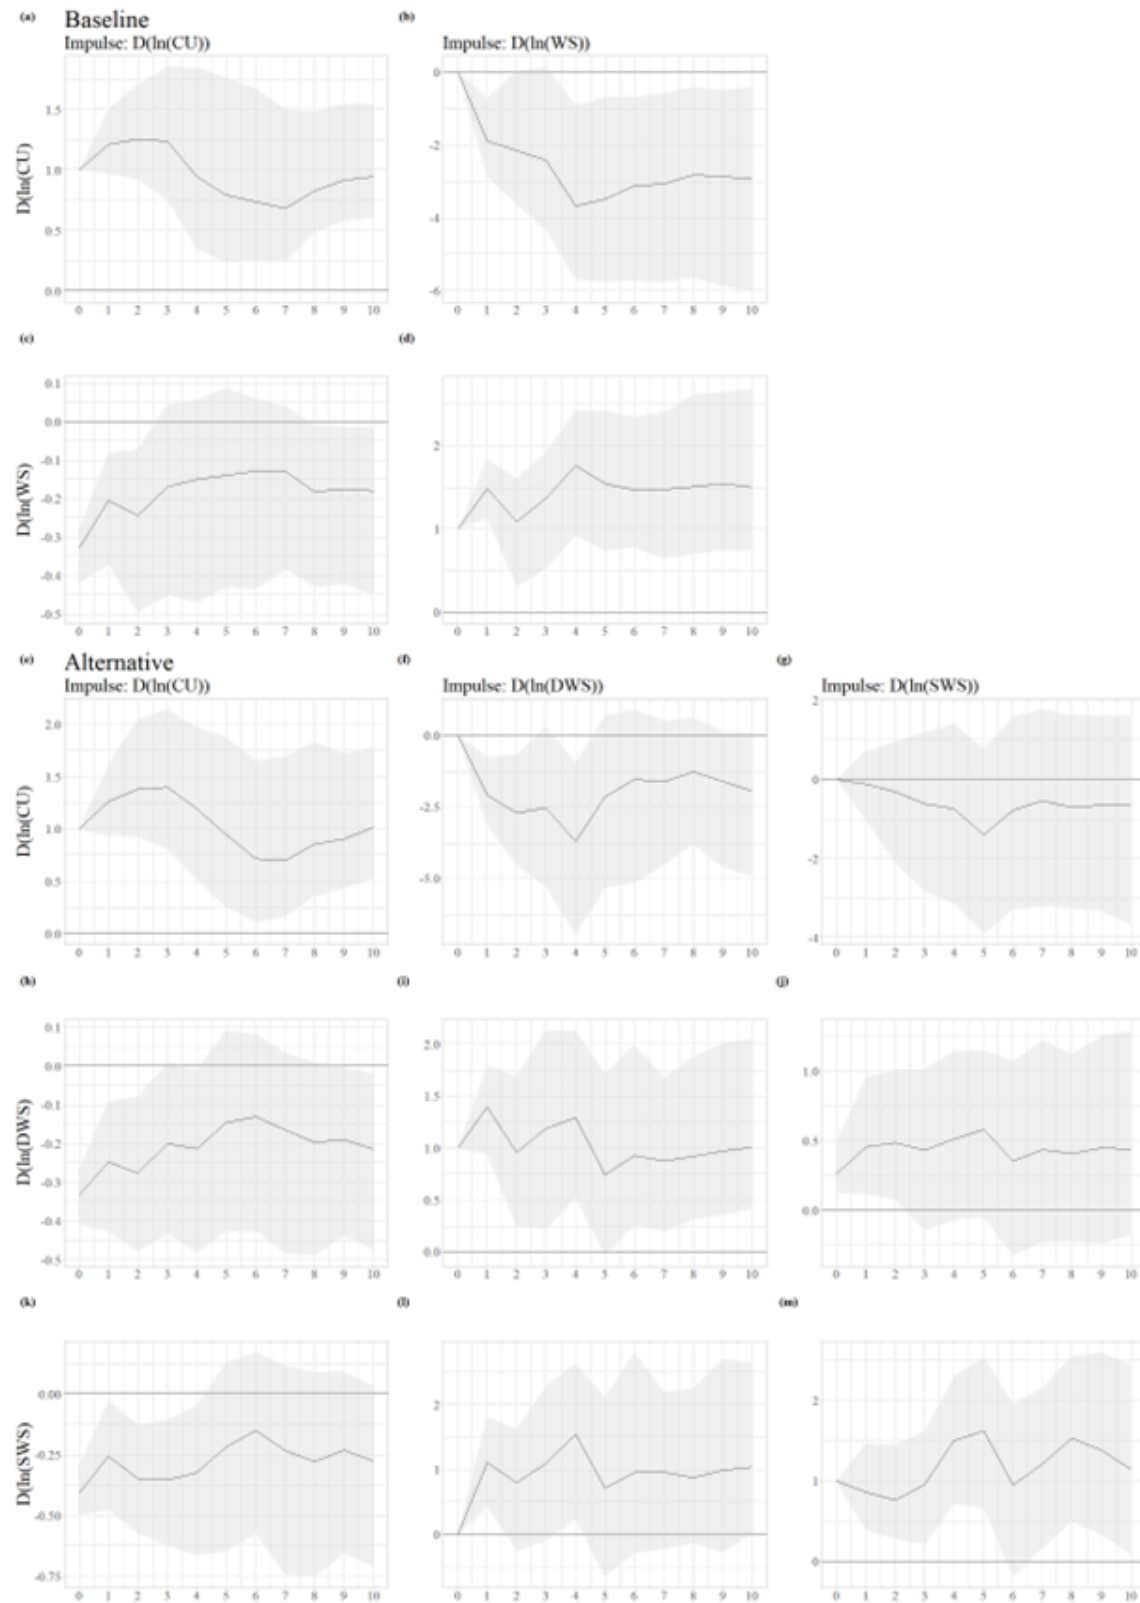 (a) Baseline (b)
Impulse: D(ln(CU)) Impulse: D(ln(WS))
D(ln(CU)
1.5
1.0
0.5
0.0
0 1 2 3 4 5 6 7 8 9 10
0
-2
-4
-6
0 1 2 3 4 5 6 7 8 9 10
(c) (d)
D(ln(WS)
0.1
0.0
-0.1
-0.2
-0.3
-0.4
-0.5
0 1 2 3 4 5 6 7 8 9 10
2
1
0
0 1 2 3 4 5 6 7 8 9 10
(e) Alternative (f) (g)
Impulse: D(ln(CU)) Impulse: D(ln(DWS)) Impulse: D(ln(SWS))
D(ln(CU)
2.0
1.5
1.0
0.5
0.0
0 1 2 3 4 5 6 7 8 9 10
0.0
-2.5
-5.0
0 1 2 3 4 5 6 7 8 9 10
2
0
-2
-4
0 1 2 3 4 5 6 7 8 9 10
(h) (i) (j)
D(ln(DWS)
0.1
0.0
-0.1
-0.2
-0.3
-0.4
-0.5
0 1 2 3 4 5 6 7 8 9 10
2.0
1.5
1.0
0.5
0.0
0 1 2 3 4 5 6 7 8 9 10
1.0
0.5
0.0
0 1 2 3 4 5 6 7 8 9 10
(k) (l) (m)
D(ln(SWS)
0.00
-0.25
-0.50
-0.75
0 1 2 3 4 5 6 7 8 9 10
2
1
0
0 1 2 3 4 5 6 7 8 9 10
2
1
0
0 1 2 3 4 5 6 7 8 9 10